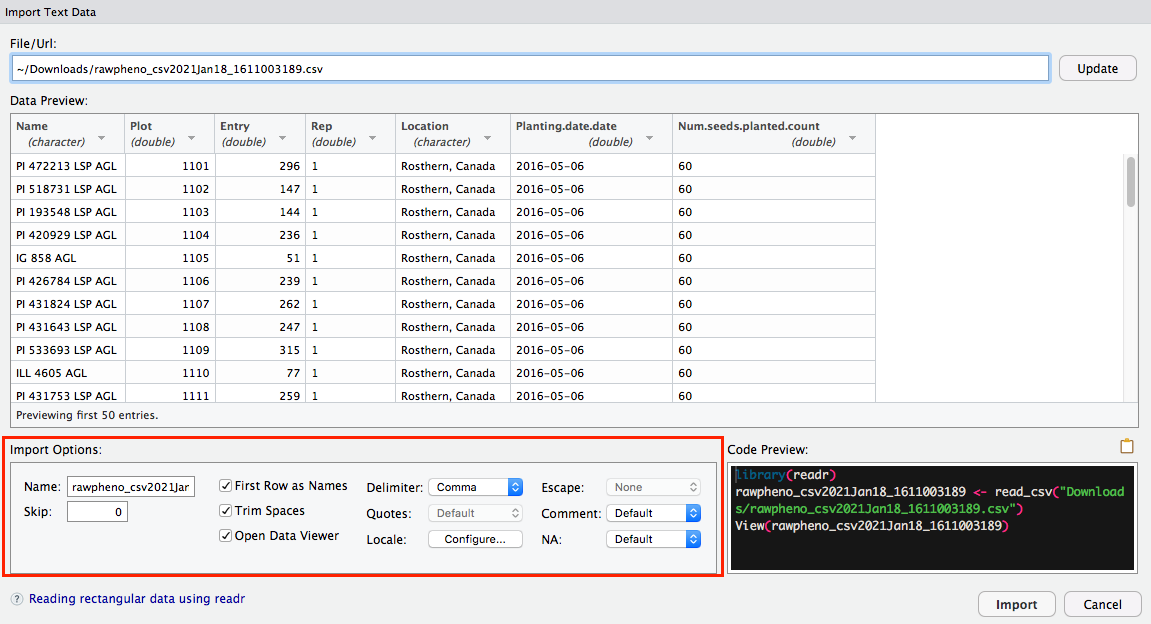 Import Text Data
File/Url:
~/Downloads/rawpheno_csv2021Jan18_1611003189.csv
Update
Data Preview:
Name Plot Entry Rep Location Planting.date.date Num.seeds.planted.count
(character) (double) (double) (double) (character) (double) (double)
PI 472213 LSP AGL 1101 296 1 Rosthern, Canada 2016-05-06 60
PI 518731 LSP AGL 1102 147 1 Rosthern, Canada 2016-05-06 60
PI 193548 LSP AGL 1103 144 1 Rosthern, Canada 2016-05-06 60
PI 420929 LSP AGL 1104 236 1 Rosthern, Canada 2016-05-06 60
IG 858 AGL 1105 51 1 Rosthern, Canada 2016-05-06 60
PI 426784 LSP AGL 1106 239 1 Rosthern, Canada 2016-05-06 60
PI 431824 LSP AGL 1107 262 1 Rosthern, Canada 2016-05-06 60
PI 431643 LSP AGL 1108 247 1 Rosthern, Canada 2016-05-06 60
PI 533693 LSP AGL 1109 315 1 Rosthern, Canada 2016-05-06 60
ILL 4605 AGL 1110 77 1 Rosthern, Canada 2016-05-06 60
PI 431753 LSP AGL 1111 259 1 Rosthern, Canada 2016-05-06 60
Previewing first 50 entries.
Import Options:
Name: rawpheno_csv2021Jar
Skip: 0
First Row as Names
Trim Spaces
Open Data Viewer
Delimiter: Comma
Quotes: Default
Locale: Configure...
Escape: None
Comment: Default
NA: Default
Code Preview:
library(readr)
rawpheno_csv2021Jan18_1611003189 <- read_csv("Download
s/rawpheno_csv2021Jan18_1611003189.csv")
View(rawpheno_csv2021Jan18_1611003189)
? Reading rectangular data using readr
Import
Cancel